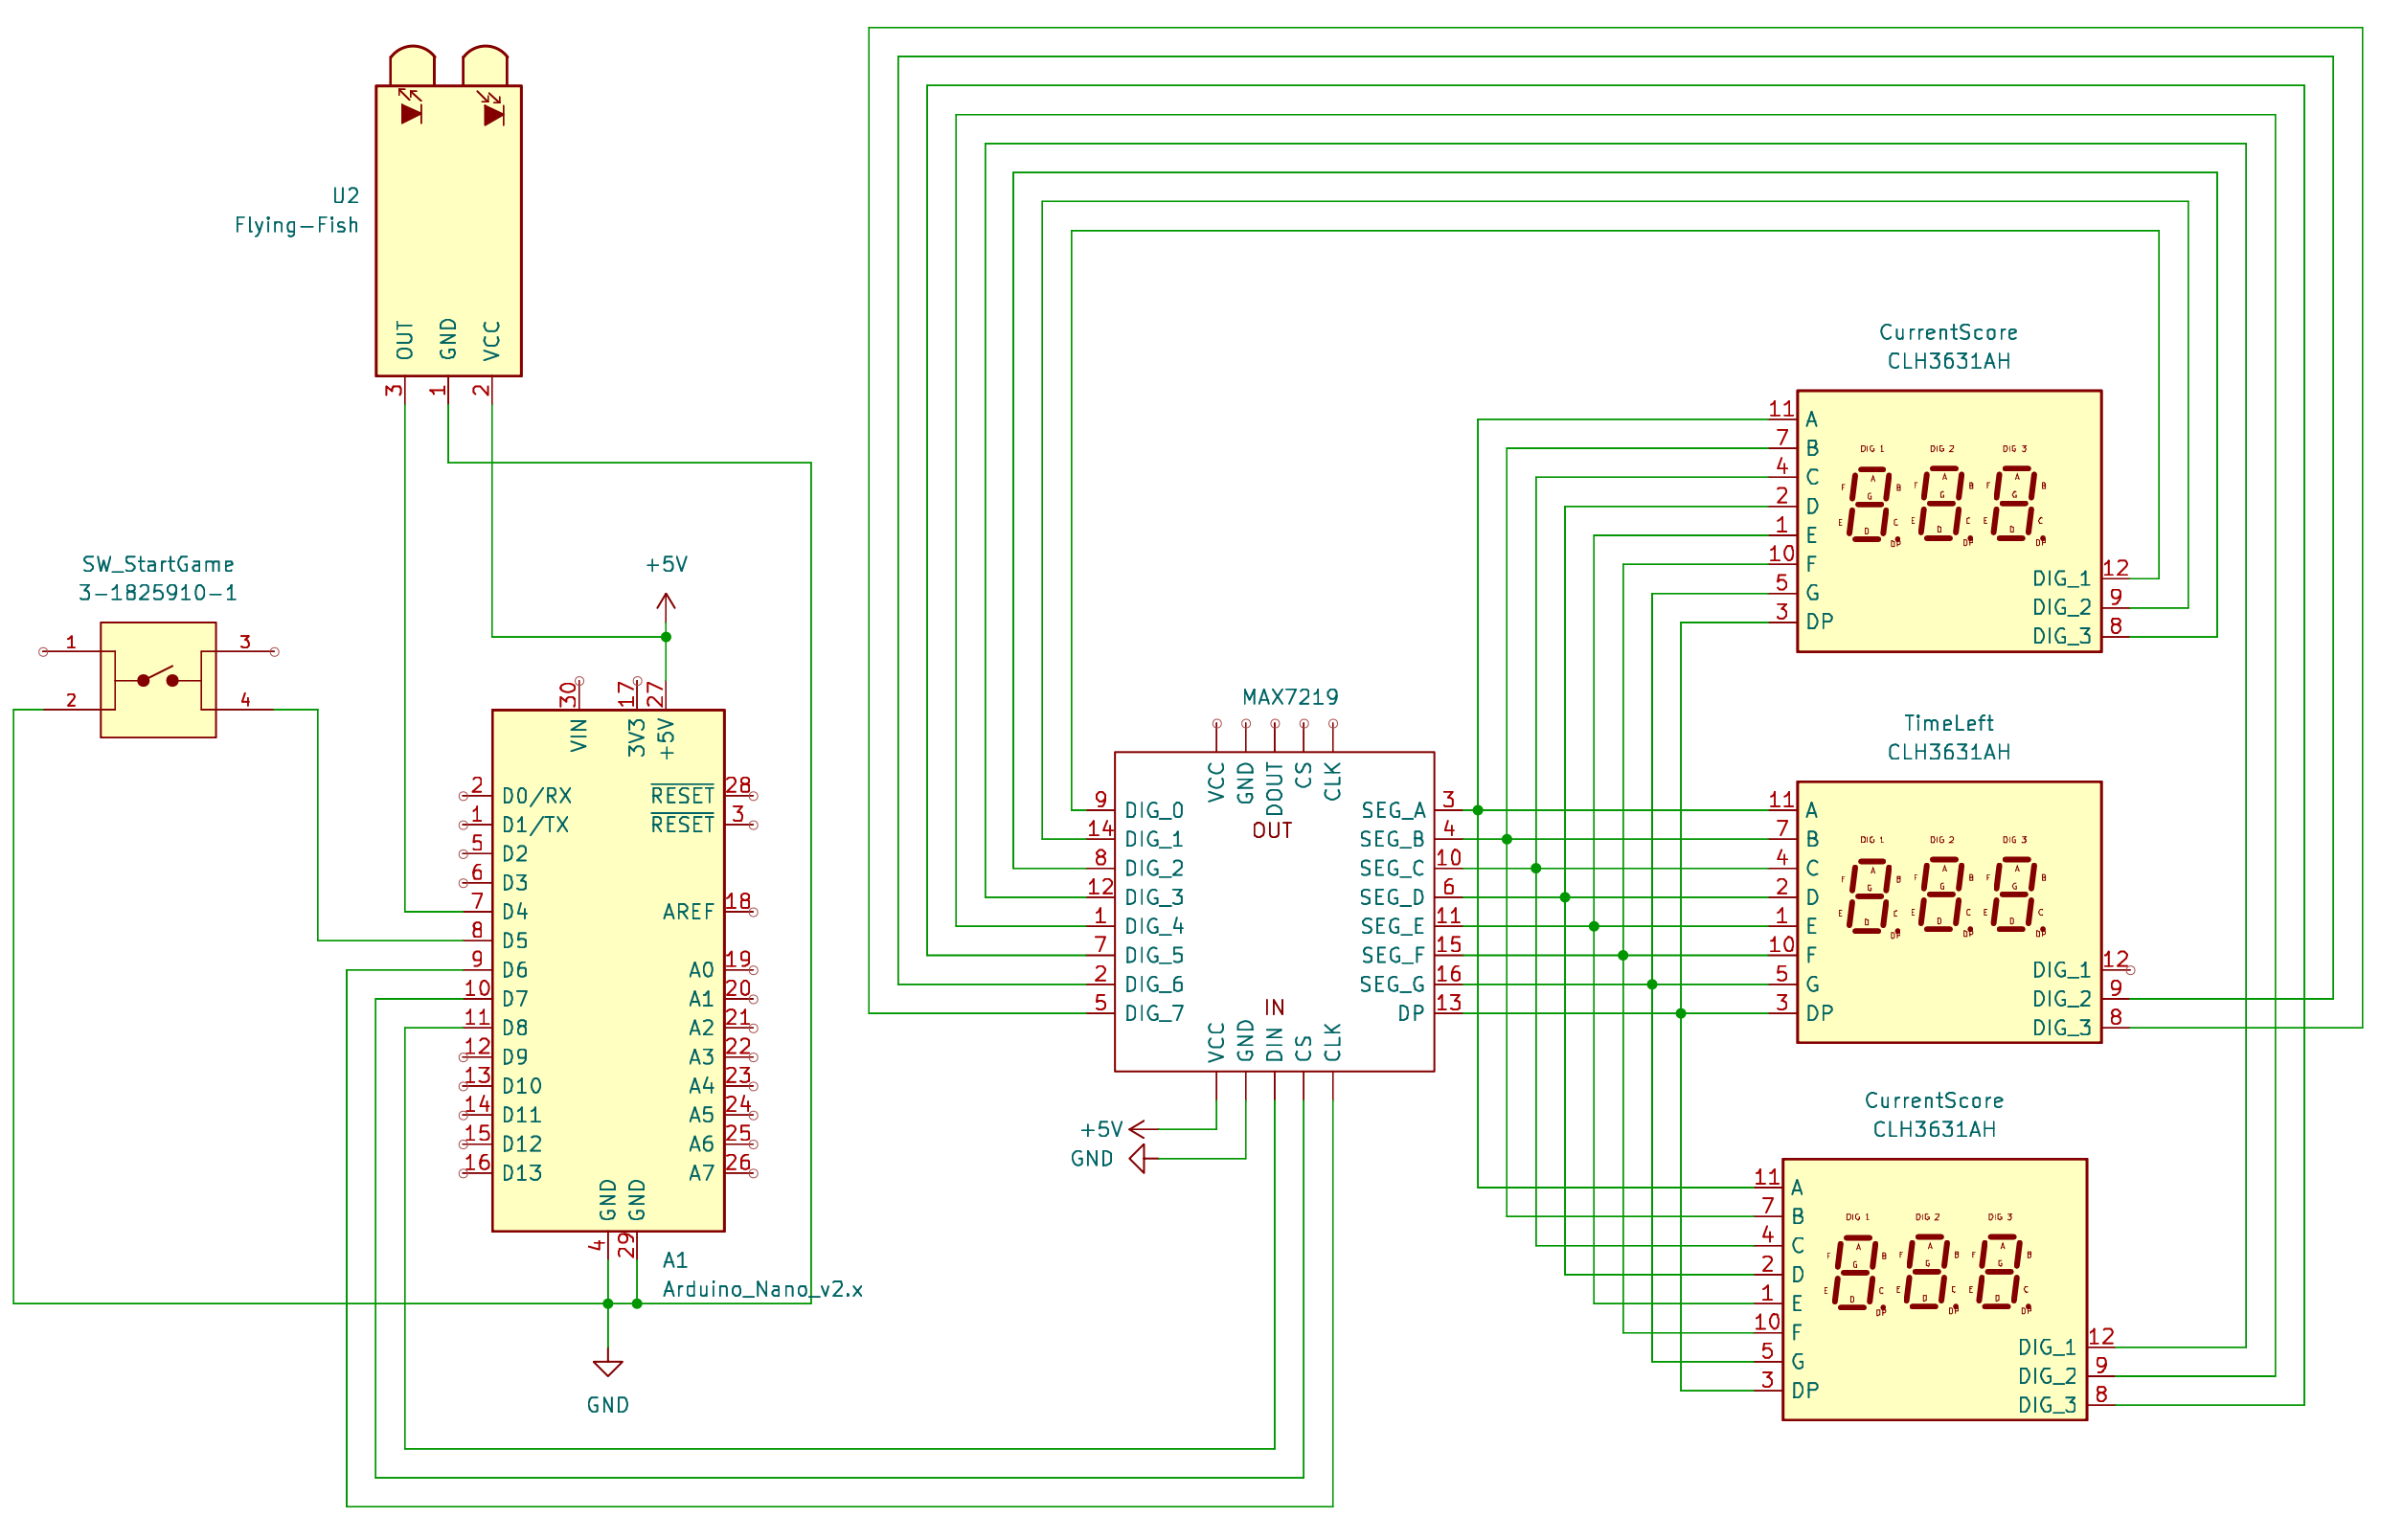 U2
Flying-Fish
OUT
GND
VCC
3
1
2
SW_StartGame
3-1825910-1
1
3
2
4
+5V
30
17
27
VIN
3V3
+5V
2 D0/RX
1 D1/TX
5 D2
6 D3
7 D4
8 D5
9 D6
10 D7
11 D8
12 D9
13 D10
14 D11
15 D12
16 D13
RESET 28
RESET 3
AREF 18
A0 19
A1 20
A2 21
A3 22
A4 23
A5 24
A6 25
A7 26
GND
GND
4
29
A1
Arduino_Nano_v2.x
GND
MAX7219
VCC
GND
DOUT
CS
CLK
OUT
9 DIG_0
14 DIG_1
8 DIG_2
12 DIG_3
1 DIG_4
7 DIG_5
2 DIG_6
5 DIG_7
SEG_A 3
SEG_B 4
SEG_C 10
SEG_D 6
SEG_E 11
SEG_F 15
SEG_G 16
DP 13
IN
VCC
GND
DIN
CS
CLK
+5V
GND
CurrentScore
CLH3631AH
11 A
7 B
4 C
2 D
1 E
10 F
5 G
3 DP
DIG 1 DIG 2 DIG 3
A A A
F B F B F B
G G G
E C E C E C
D D D
DP DP DP
DIG_1 12
DIG_2 9
DIG_3 8
TimeLeft
CLH3631AH
11 A
7 B
4 C
2 D
1 E
10 F
5 G
3 DP
DIG 1 DIG 2 DIG 3
A A A
F B F B F B
G G G
E C E C E C
D D D
DP DP DP
DIG_1 12
DIG_2 9
DIG_3 8
CurrentScore
CLH3631AH
11 A
7 B
4 C
2 D
1 E
10 F
5 G
3 DP
DIG 1 DIG 2 DIG 3
A A A
F B F B F B
G G G
E C E C E C
D D D
DP DP DP
DIG_1 12
DIG_2 9
DIG_3 8